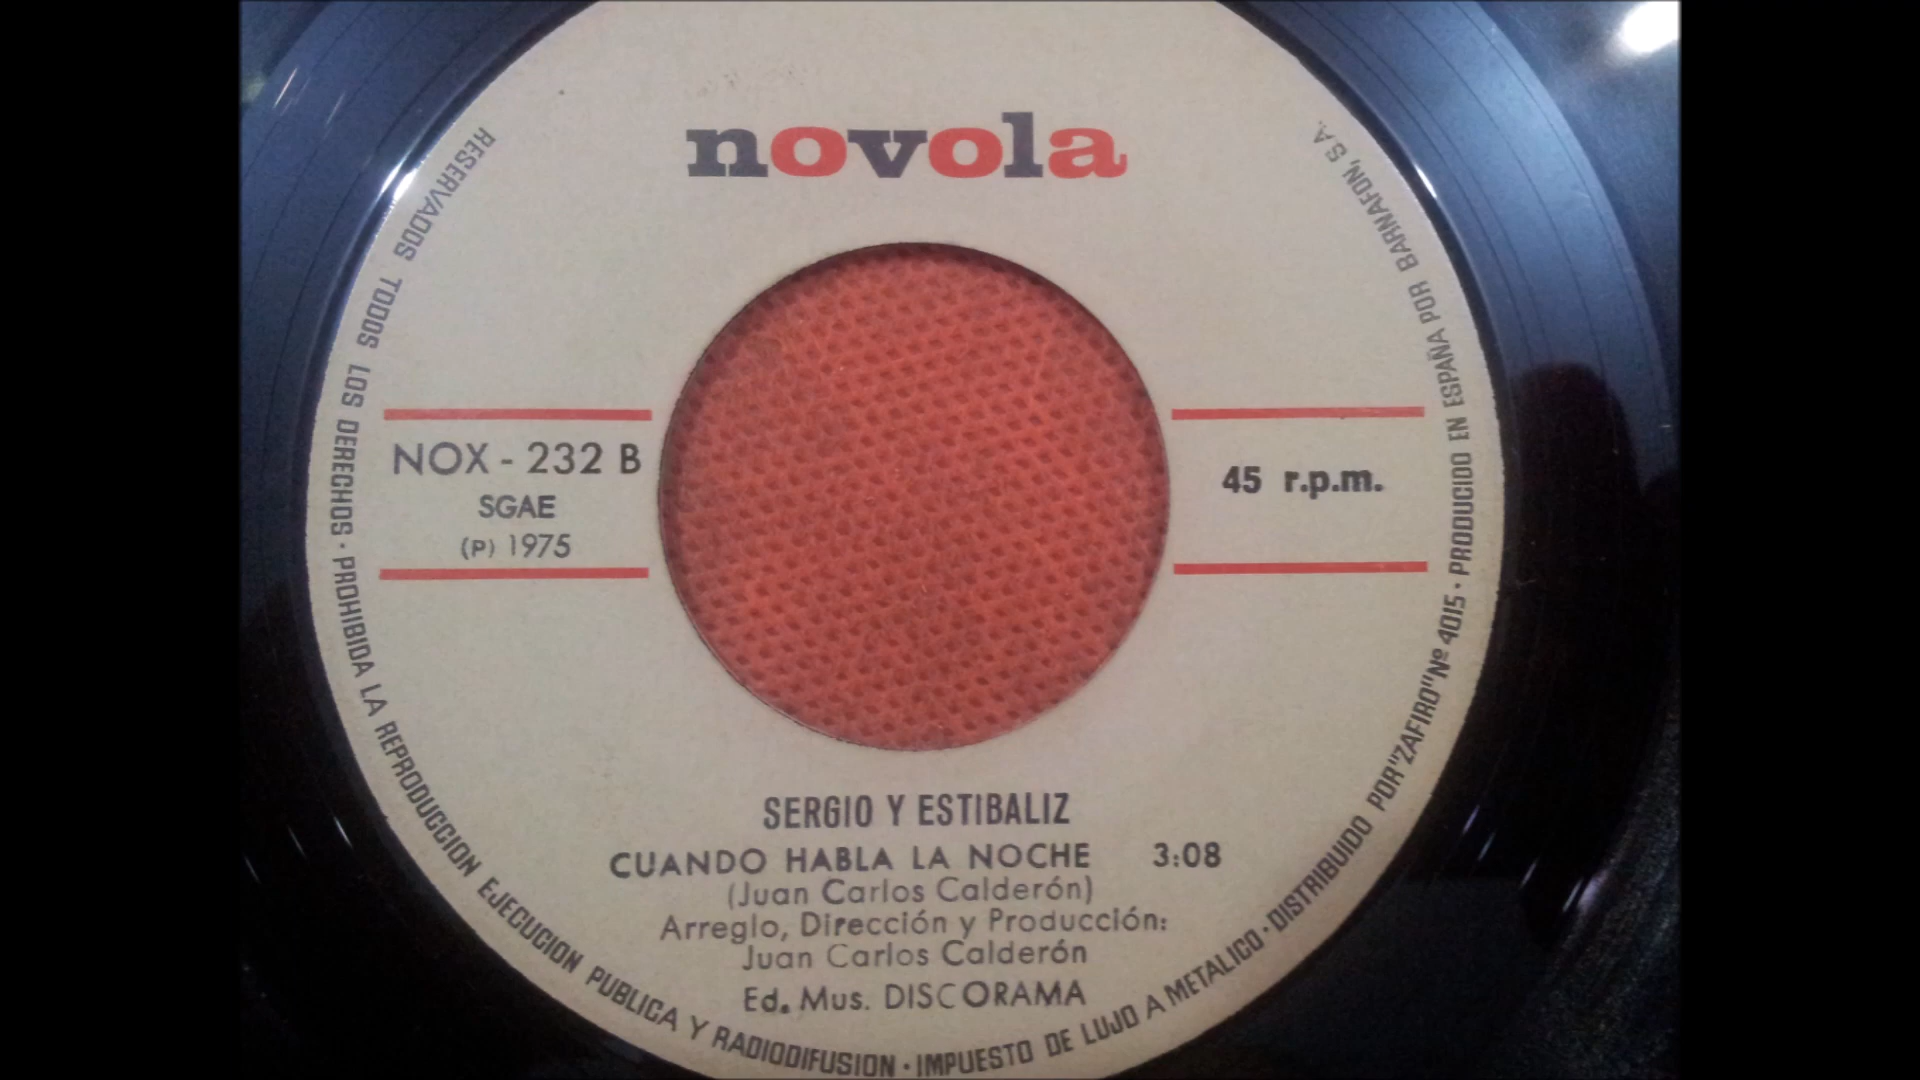 novola
NOX - 232 B
SGAE
(P) 1975
45 r.p.m.
SERGIO Y ESTIBALIZ
CUANDO HABLA LA NOCHE 3:08
(Juan Carlos Calderón)
Arreglo, Dirección y Producción:
Juan Carlos Calderón
Ed. Mus. DISCORAMA
RESERVADOS TODOS LOS DERECHOS · PROHIBIDA LA REPRODUCCION EJECUCION PUBLICA Y RADIODIFUSION · IMPUESTO DE LUJO A METALICO · DISTRIBUIDO POR "ZAFIRO" Nº 4015 · PRODUCIDO EN ESPAÑA POR BARNAFON, S.A.